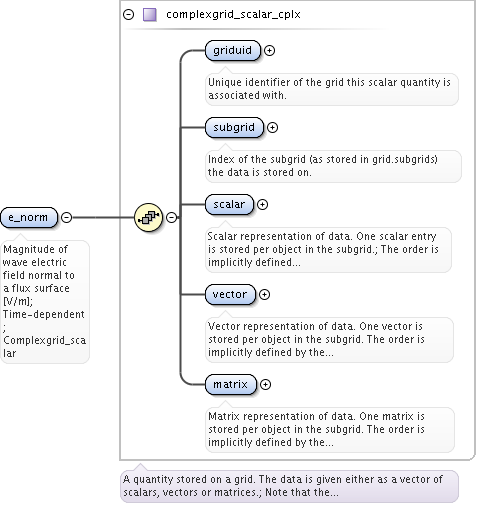 complexgrid_scalar_cplx
griduid
Unique identifier of the grid this scalar quantity is
associated with.
subgrid
Index of the subgrid (as stored in grid.subgrids)
the data is stored on.
e_norm
Magnitude of
wave electric
field normal to
a flux surface
[V/m];
Time-dependent
;
Complexgrid_sca
lar
scalar
Scalar representation of data. One scalar entry
is stored per object in the subgrid.; The order is
implicitly defined...
vector
Vector representation of data. One vector is
stored per object in the subgrid. The order is
implicitly defined by the...
matrix
Matrix representation of data. One matrix is
stored per object in the subgrid. The order is
implicitly defined by the...
A quantity stored on a grid. The data is given either as a vector of
scalars, vectors or matrices.; Note that the...